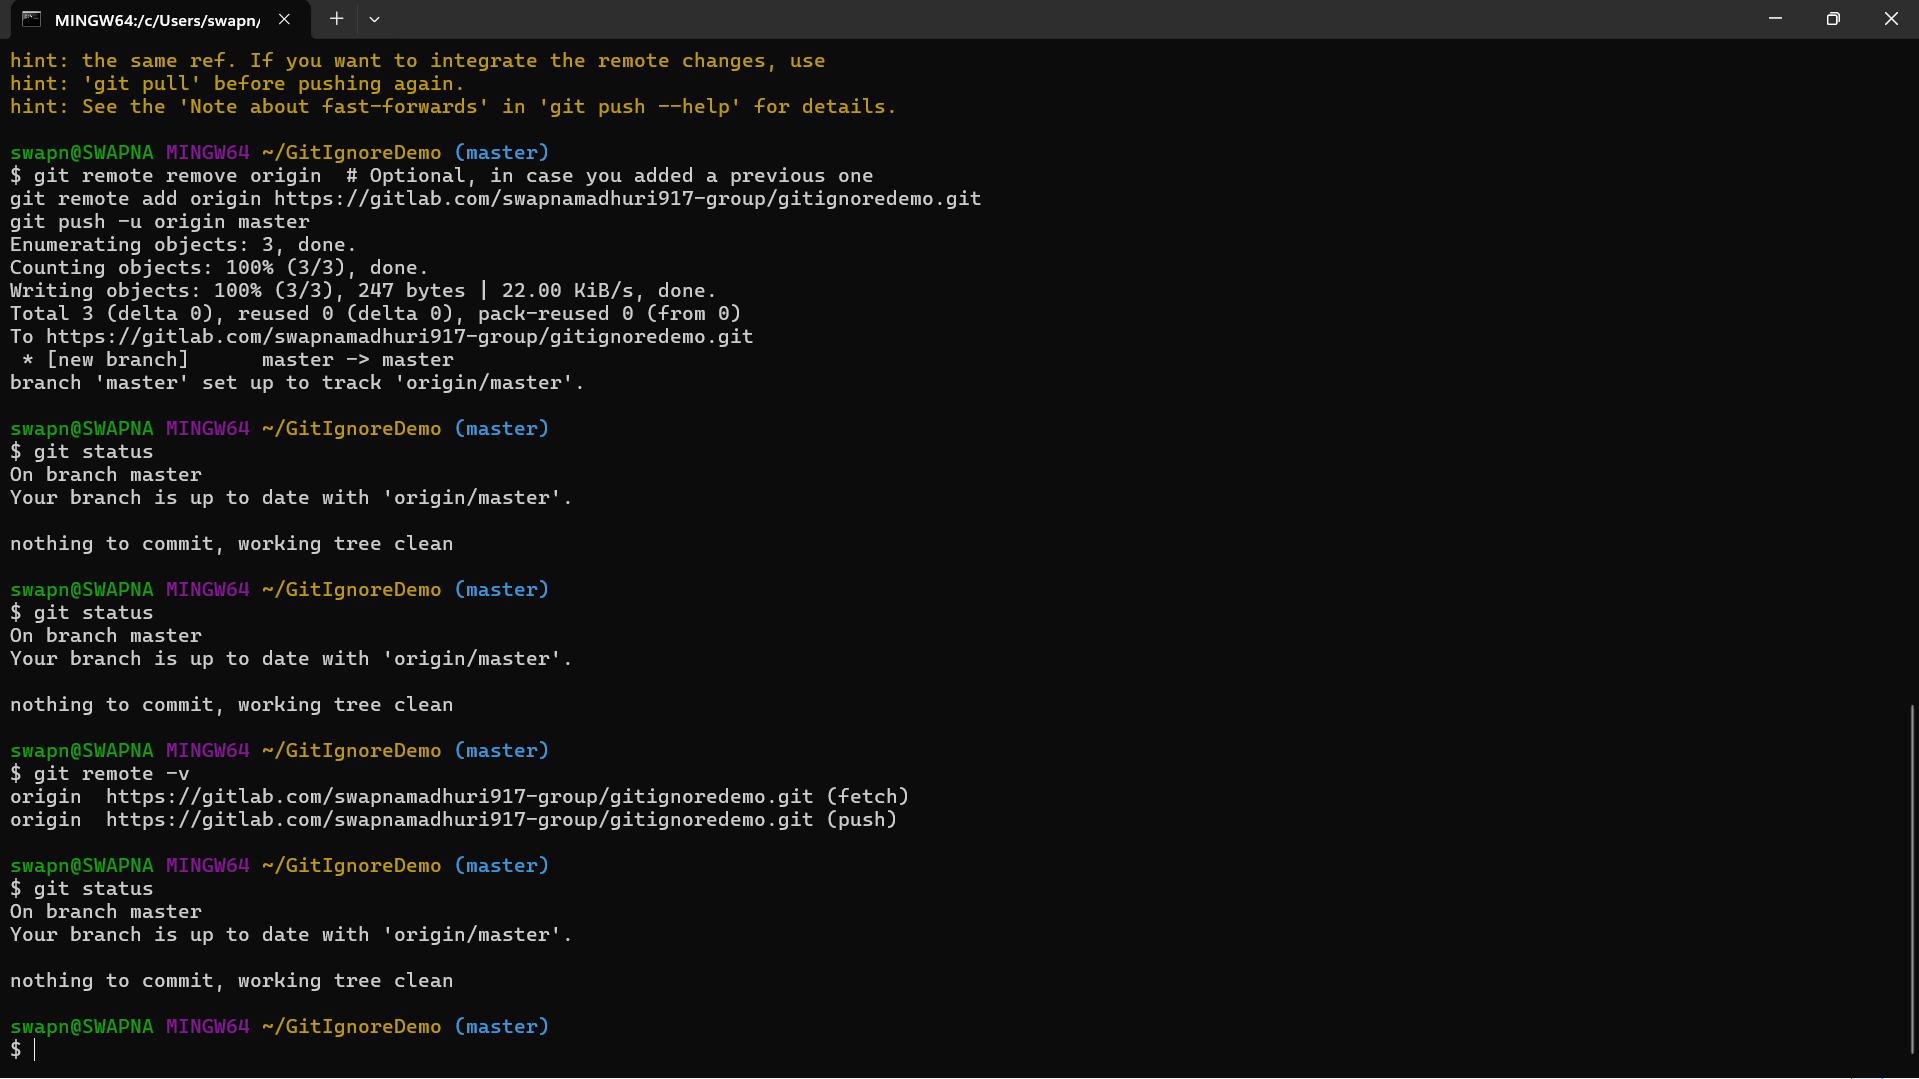 MINGW64:/c/Users/swapn/
hint: the same ref. If you want to integrate the remote changes, use
hint: 'git pull' before pushing again.
hint: See the 'Note about fast-forwards' in 'git push --help' for details.
swapn@SWAPNA MINGW64 ~/GitIgnoreDemo (master)
$ git remote remove origin  # Optional, in case you added a previous one
git remote add origin https://gitlab.com/swapnamadhuri917-group/gitignoredemo.git
git push -u origin master
Enumerating objects: 3, done.
Counting objects: 100% (3/3), done.
Writing objects: 100% (3/3), 247 bytes | 22.00 KiB/s, done.
Total 3 (delta 0), reused 0 (delta 0), pack-reused 0 (from 0)
To https://gitlab.com/swapnamadhuri917-group/gitignoredemo.git
 * [new branch]      master -> master
branch 'master' set up to track 'origin/master'.
swapn@SWAPNA MINGW64 ~/GitIgnoreDemo (master)
$ git status
On branch master
Your branch is up to date with 'origin/master'.
nothing to commit, working tree clean
swapn@SWAPNA MINGW64 ~/GitIgnoreDemo (master)
$ git status
On branch master
Your branch is up to date with 'origin/master'.
nothing to commit, working tree clean
swapn@SWAPNA MINGW64 ~/GitIgnoreDemo (master)
$ git remote -v
origin  https://gitlab.com/swapnamadhuri917-group/gitignoredemo.git (fetch)
origin  https://gitlab.com/swapnamadhuri917-group/gitignoredemo.git (push)
swapn@SWAPNA MINGW64 ~/GitIgnoreDemo (master)
$ git status
On branch master
Your branch is up to date with 'origin/master'.
nothing to commit, working tree clean
swapn@SWAPNA MINGW64 ~/GitIgnoreDemo (master)
$